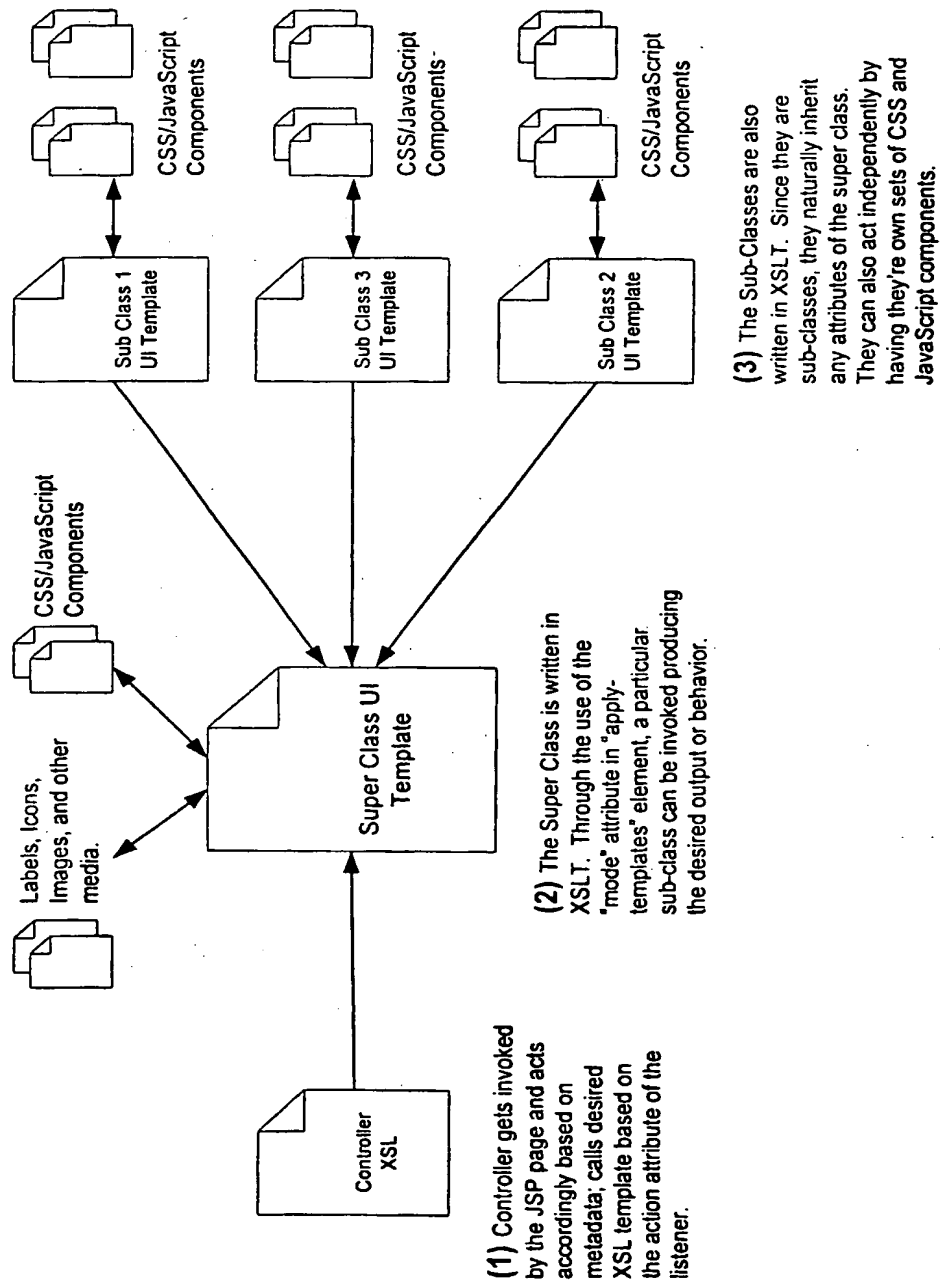 Labels, Icons,
Images, and other
media.
CSS/JavaScript
Components
Controller
XSL
Super Class UI
Template
Sub Class 1
UI Template
CSS/JavaScript
Components
Sub Class 3
UI Template
CSS/JavaScript
Components
Sub Class 2
UI Template
CSS/JavaScript
Components
(1) Controller gets invoked
by the JSP page and acts
accordingly based on
metadata; calls desired
XSL template based on
the action attribute of the
listener.
(2) The Super Class is written in
XSLT. Through the use of the
"mode" attribute in "apply-
templates" element, a particular
sub-class can be invoked producing
the desired output or behavior.
(3) The Sub-Classes are also
written in XSLT. Since they are
sub-classes, they naturally inherit
any attributes of the super class.
They can also act independently by
having they're own sets of CSS and
JavaScript components.